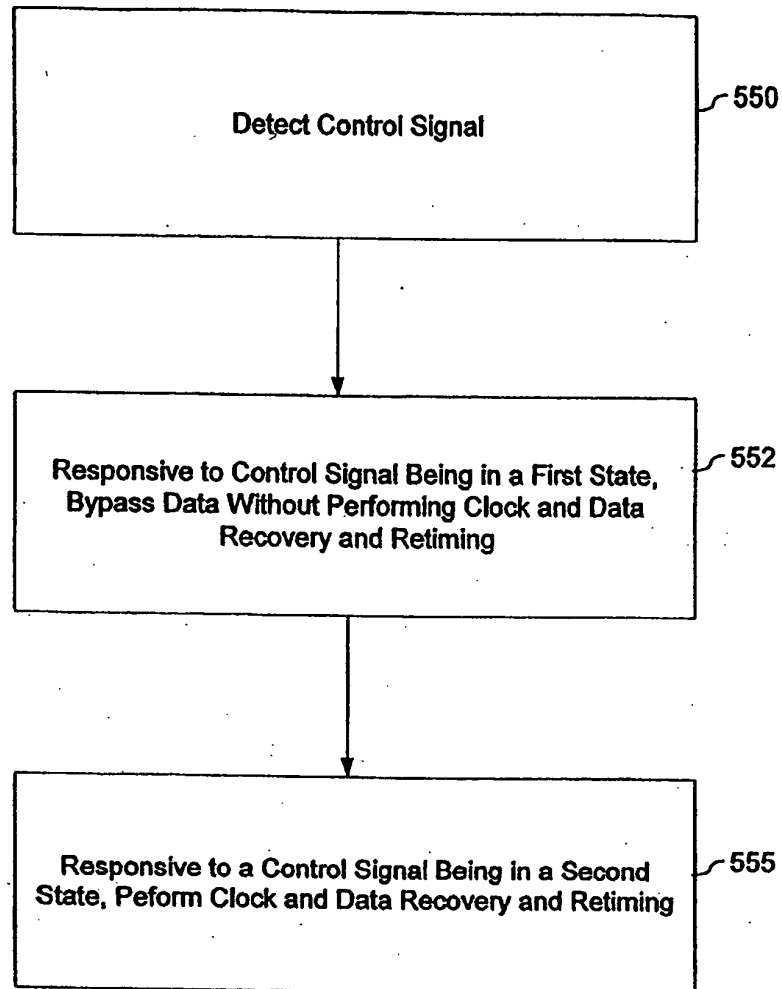 Detect Control Signal
550
Responsive to Control Signal Being in a First State,
Bypass Data Without Performing Clock and Data
Recovery and Retiming
552
Responsive to a Control Signal Being in a Second
State, Peform Clock and Data Recovery and Retiming
555